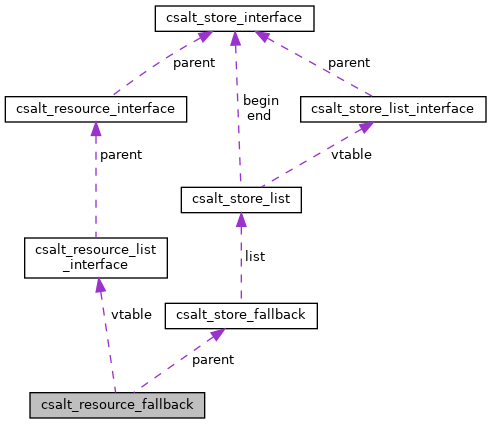 csalt_store_interface
parent
parent
csalt_resource_interface
begin
end
csalt_store_list_interface
parent
vtable
csalt_store_list
csalt_resource_list
_interface
list
vtable
csalt_store_fallback
parent
csalt_resource_fallback